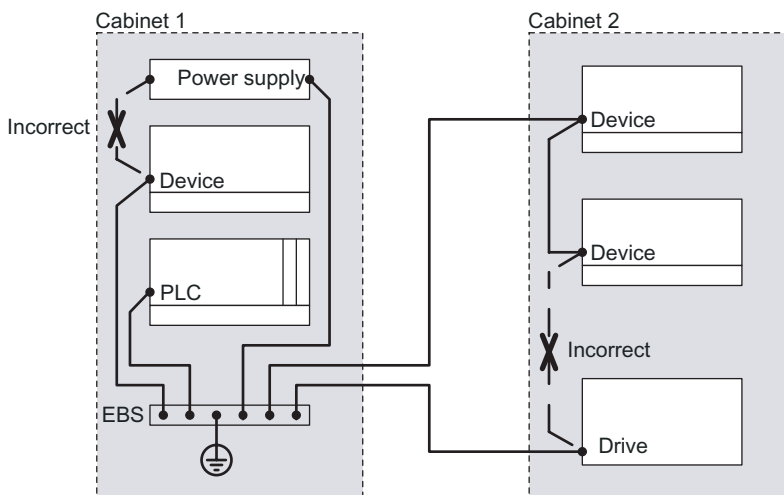 Cabinet 1
Power supply
Incorrect
Device
PLC
EBS
Cabinet 2
Device
Device
Incorrect
Drive